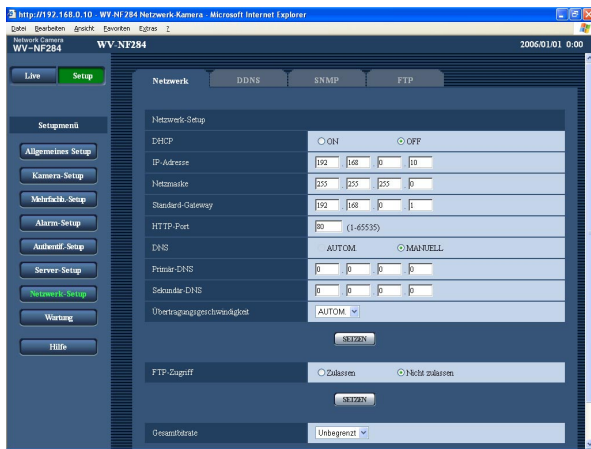 http://192.168.0.10 - WV-NF284 Netzwerk-Kamera - Microsoft Internet Explorer
Datei Bearbeiten Ansicht Favoriten Extras ?
Network Camera
WV-NF284
WV-NF284
2006/01/01 0:00
Live Setup
Netzwerk DDNS SNMP FTP
Setupmenü
Allgemeines Setup
Kamera-Setup
Mehrfachb.-Setup
Alarm-Setup
Authentif.-Setup
Server-Setup
Netzwerk-Setup
Wartung
Hilfe
Netzwerk-Setup
DHCP ON OFF
IP-Adresse 192 . 168 . 0 . 10
Netzmaske 255 . 255 . 255 . 0
Standard-Gateway 192 . 168 . 0 . 1
HTTP-Port 80 (1-65535)
DNS AUTOM. MANUELL
Primär-DNS 0 . 0 . 0 . 0
Sekundär-DNS 0 . 0 . 0 . 0
Übertragungsgeschwindigkeit AUTOM.
SETZEN
FTP-Zugriff Zulassen Nicht zulassen
SETZEN
Gesamtbitrate Unbegrenzt